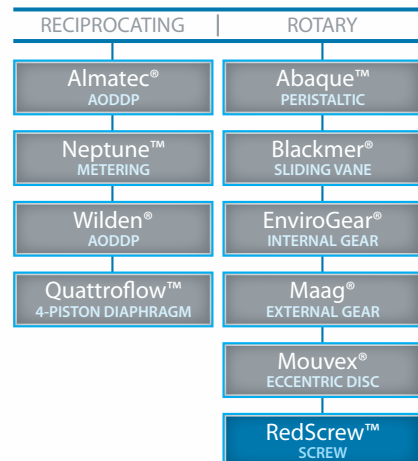 RECIPROCATING | ROTARY
Almatec®
AODDP
Neptune™
METERING
Wilden®
AODDP
Quattroflow™
4-PISTON DIAPHRAGM
Abaque™
PERISTALTIC
Blackmer®
SLIDING VANE
EnviroGear®
INTERNAL GEAR
Maag®
EXTERNAL GEAR
Mouvex®
ECCENTRIC DISC
RedScrew™
SCREW